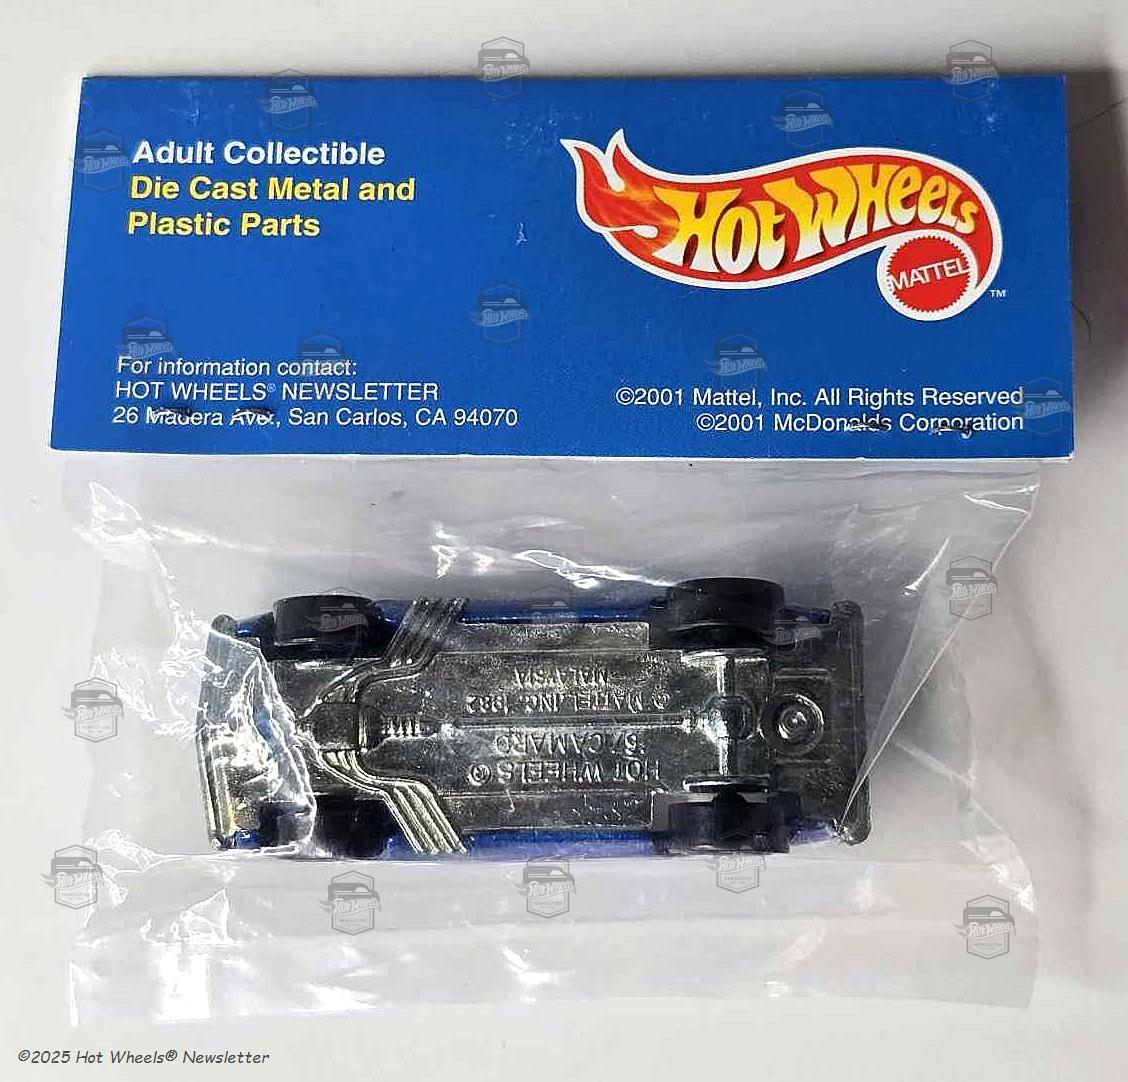 Adult Collectible
Die Cast Metal and
Plastic Parts
HOT WHEELS
MATTEL
™
For information contact:
HOT WHEELS® NEWSLETTER
26 Madera Ave., San Carlos, CA 94070
©2001 Mattel, Inc. All Rights Reserved
©2001 McDonalds Corporation
HOT WHEELS ®
'67 CAMARO
© MATTEL, INC. 1982
MALAYSIA
©2025 Hot Wheels® Newsletter